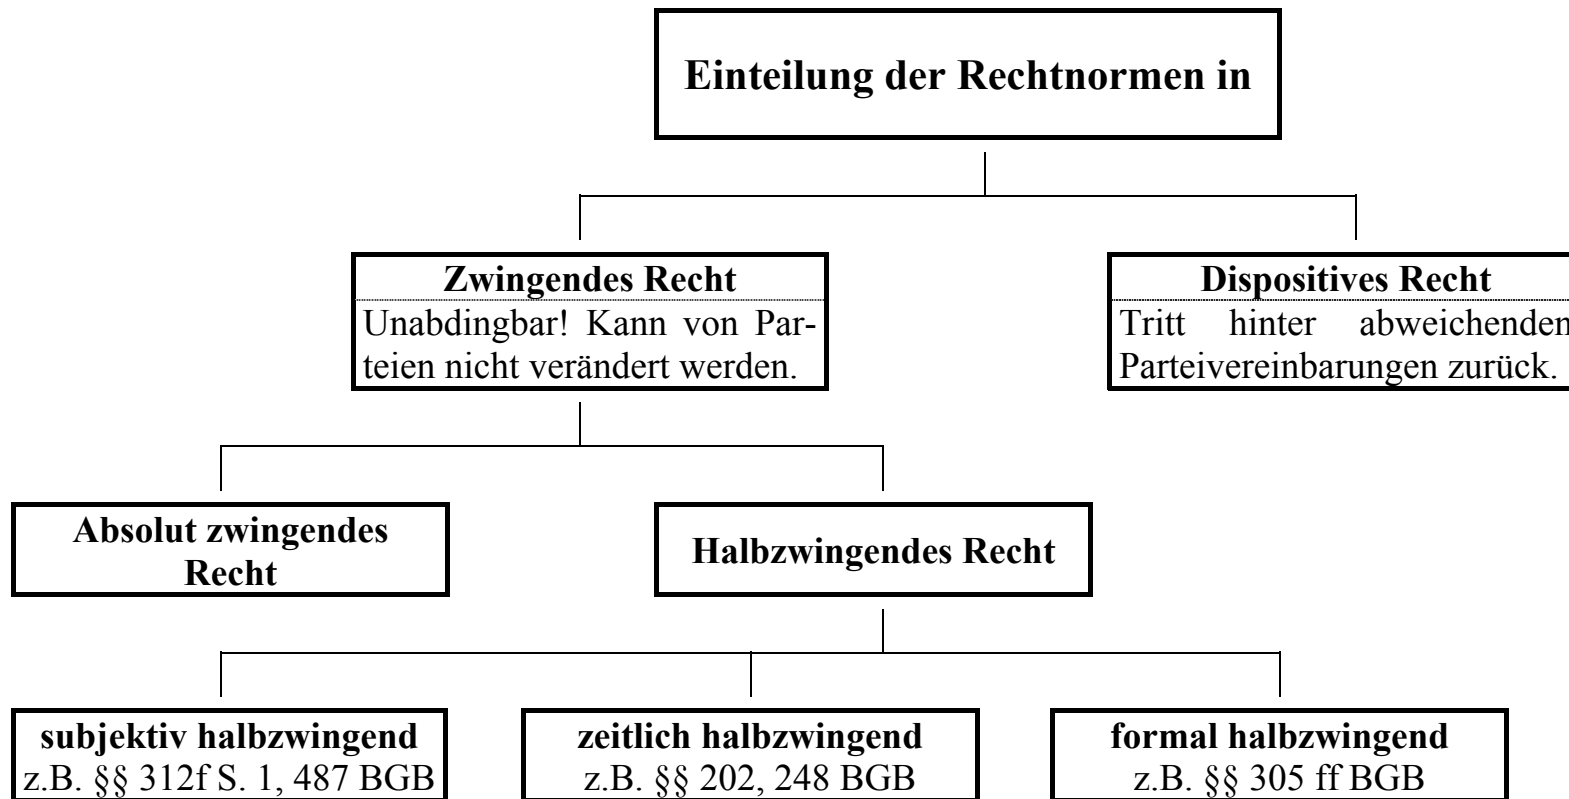 Einteilung der Rechtnormen in
Zwingendes Recht
Unabdingbar! Kann von Par-
teien nicht verändert werden.
Dispositives Recht
Tritt hinter abweichenden
Parteivereinbarungen zurück.
Absolut zwingendes
Recht
Halbzwingendes Recht
subjektiv halbzwingend
z.B. §§ 312f S. 1, 487 BGB
zeitlich halbzwingend
z.B. §§ 202, 248 BGB
formal halbzwingend
z.B. §§ 305 ff BGB